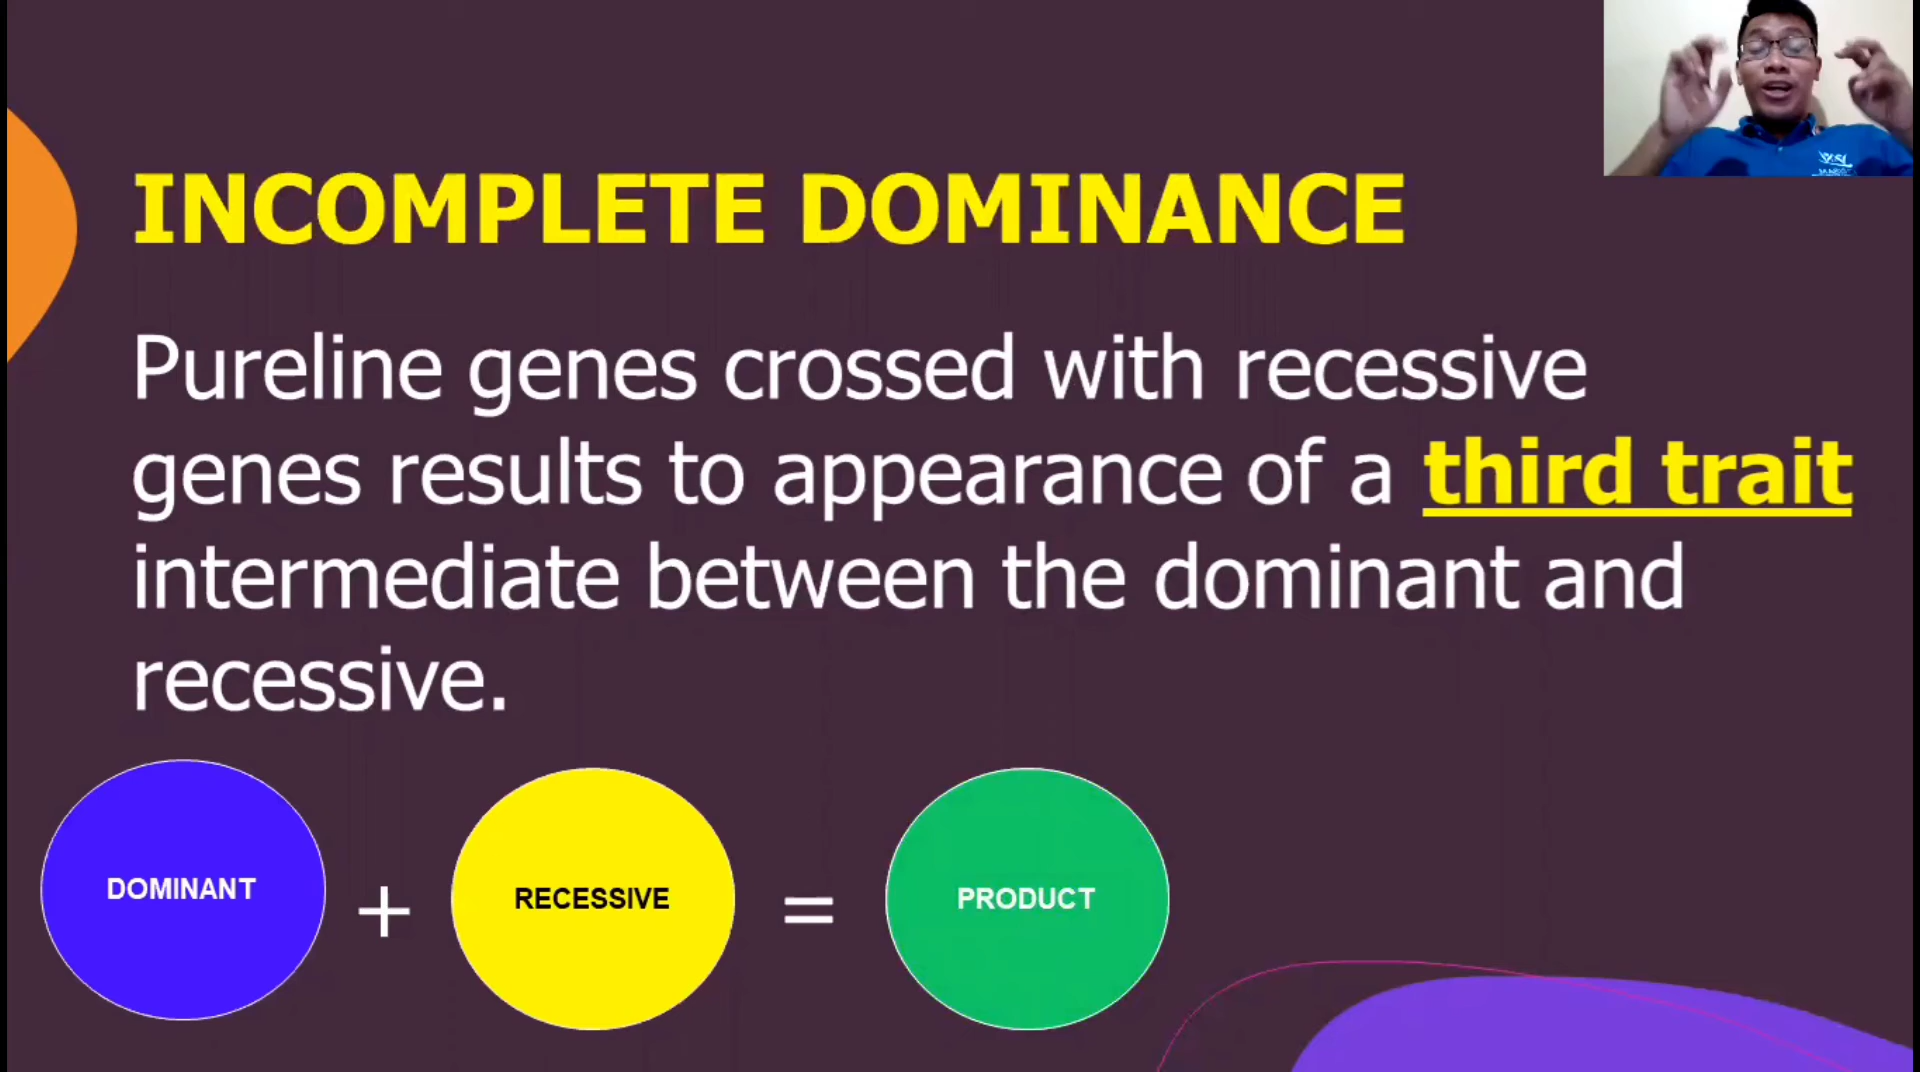 INCOMPLETE DOMINANCE
Pureline genes crossed with recessive
genes results to appearance of a third trait
intermediate between the dominant and
recessive.
DOMINANT + RECESSIVE = PRODUCT